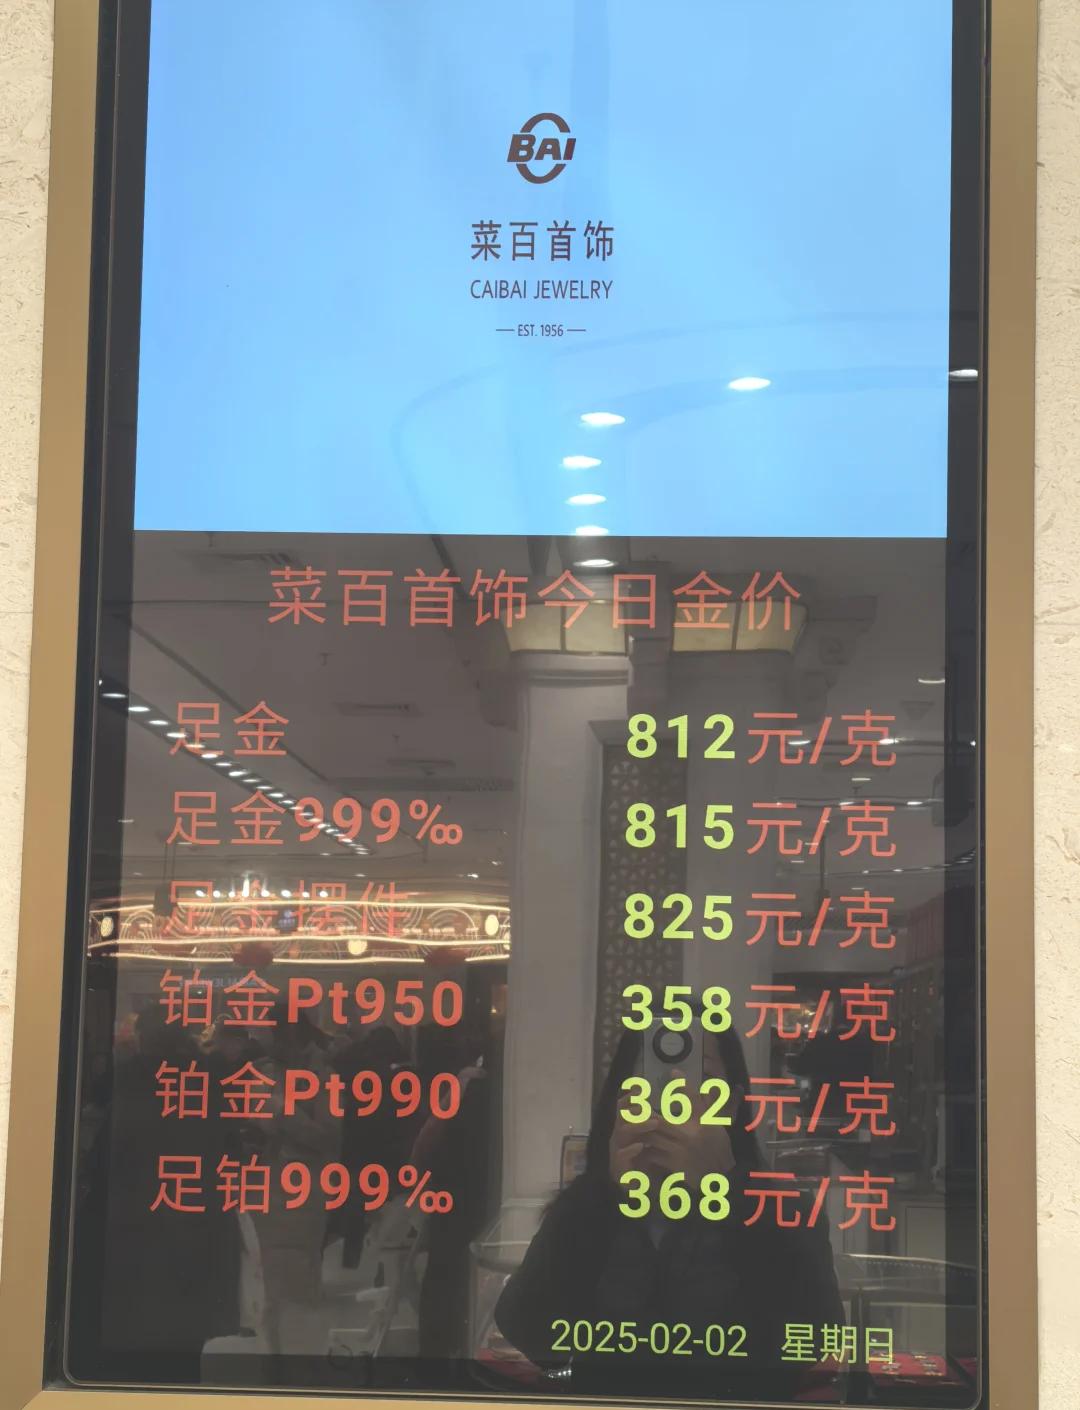 BAI
菜百首饰
CAIBAI JEWELRY
EST. 1956
菜百首饰今日金价
足金 812元/克
足金999‰ 815元/克
足金摆件 825元/克
铂金Pt950 358元/克
铂金Pt990 362元/克
足铂999‰ 368元/克
2025-02-02 星期日